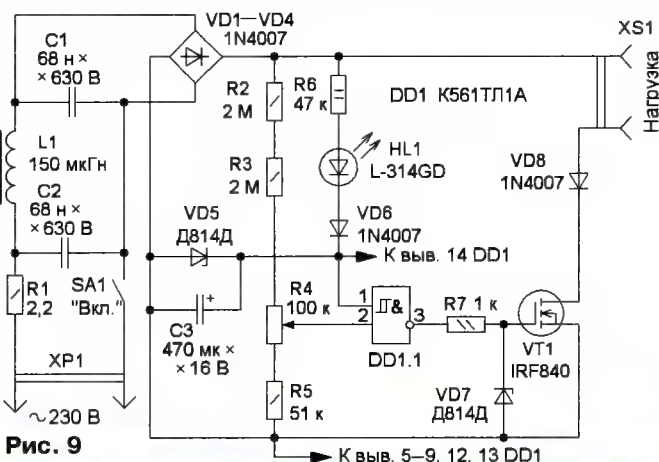 VD1—VD4
1N4007
XS1
C1
68 н ×
× 630 В
R2
2 М
R6
47 к
DD1 К561ТЛ1А
Нагрузка
L1
150 мкГн
R3
2 М
HL1
L-314GD
VD8
1N4007
C2
68 н ×
× 630 В
VD5
Д814Д
VD6
1N4007
К выв. 14 DD1
R1
2,2
SA1
"Вкл."
C3
+
470 мк ×
× 16 В
R4
100 к
1
2
&
3
DD1.1
R7 1 к
VT1
IRF840
XP1
R5
51 к
VD7
Д814Д
~230 В
Рис. 9
К выв. 5–9, 12, 13 DD1